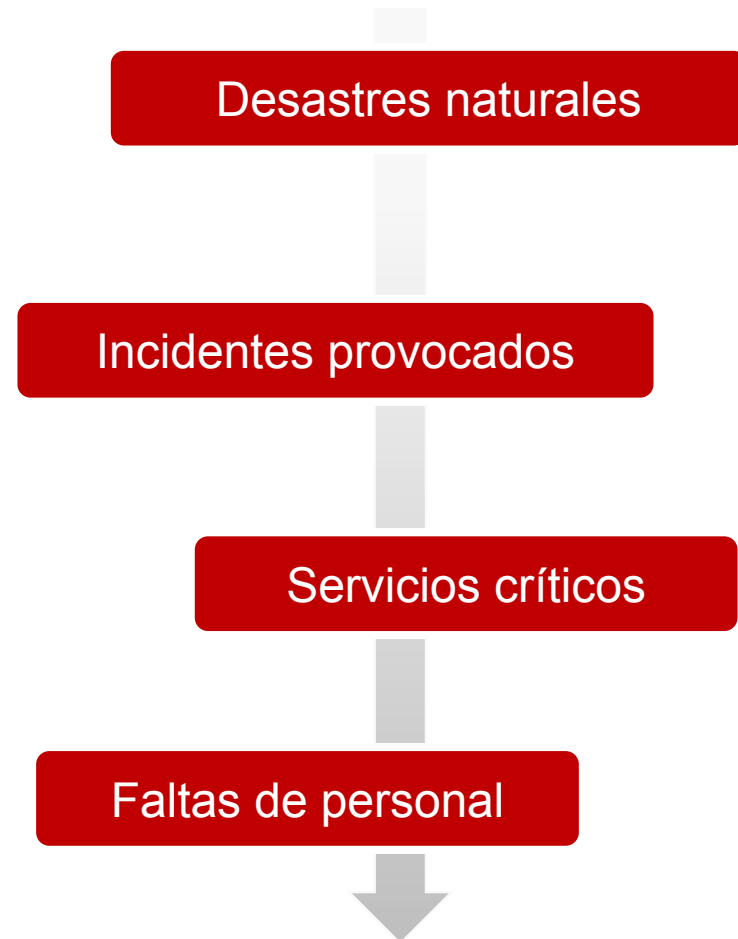 Desastres naturales
Incidentes provocados
Servicios críticos
Faltas de personal